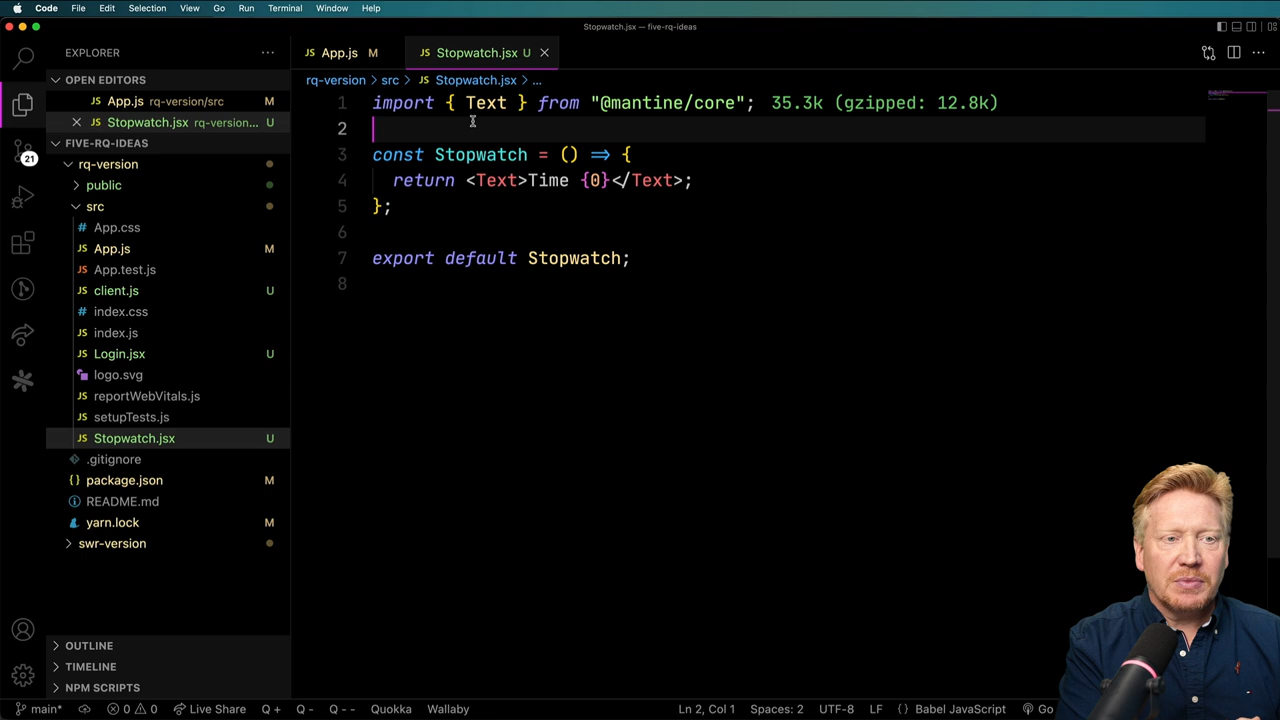 Code File Edit Selection View Go Run Terminal Window Help
Stopwatch.jsx — five-rq-ideas
EXPLORER
OPEN EDITORS
App.js rq-version/src M
Stopwatch.jsx rq-version... U
FIVE-RQ-IDEAS
rq-version
public
src
# App.css
JS App.js M
JS App.test.js
JS client.js U
# index.css
JS index.js
JS Login.jsx U
logo.svg
JS reportWebVitals.js
JS setupTests.js
JS Stopwatch.jsx U
.gitignore
{} package.json M
README.md
yarn.lock M
swr-version
OUTLINE
TIMELINE
NPM SCRIPTS
21
JS App.js M
JS Stopwatch.jsx U
rq-version > src > JS Stopwatch.jsx > ...
1 import { Text } from "@mantine/core"; 35.3k (gzipped: 12.8k)
2
3 const Stopwatch = () => {
4 return <Text>Time {0}</Text>;
5 };
6
7 export default Stopwatch;
8
main* 0 0 Live Share Q + Q - Q - - Quokka Wallaby Ln 2, Col 1 Spaces: 2 UTF-8 LF {} Babel JavaScript Go